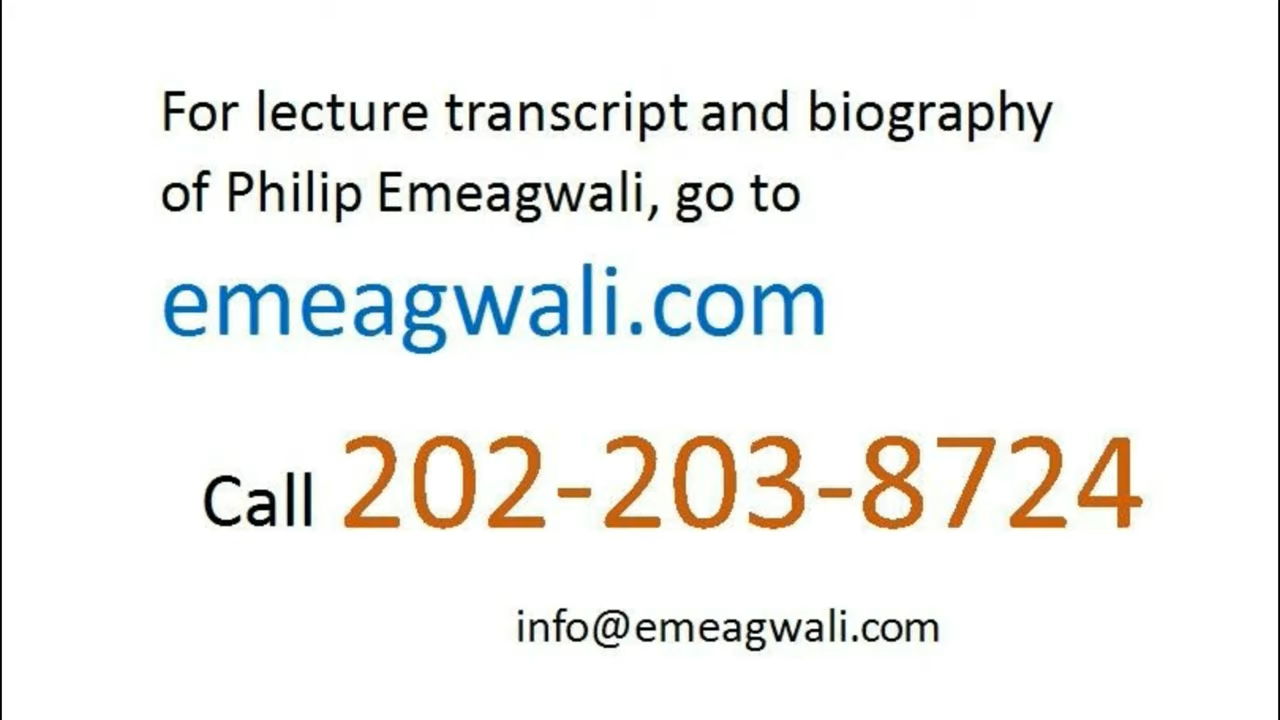 For lecture transcript and biography
of Philip Emeagwali, go to
emeagwali.com
Call 202-203-8724
info@emeagwali.com